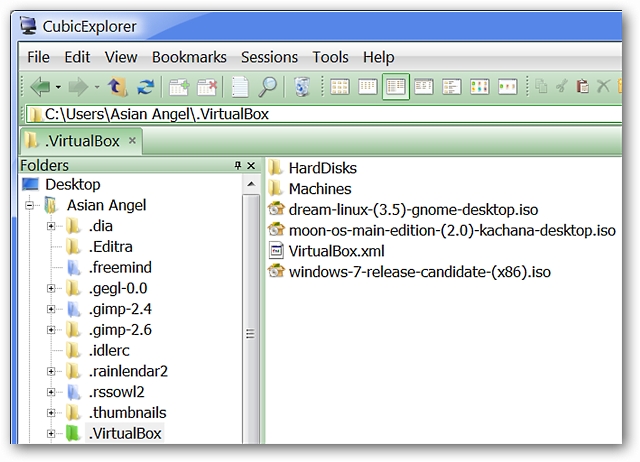 CubicExplorer
File Edit View Bookmarks Sessions Tools Help
C:\Users\Asian Angel\.VirtualBox
.VirtualBox ×
Folders
Desktop
Asian Angel
.dia
.Editra
.freemind
.gegl-0.0
.gimp-2.4
.gimp-2.6
.idlerc
.rainlendar2
.rssowl2
.thumbnails
.VirtualBox
HardDisks
Machines
dream-linux-(3.5)-gnome-desktop.iso
moon-os-main-edition-(2.0)-kachana-desktop.iso
VirtualBox.xml
windows-7-release-candidate-(x86).iso